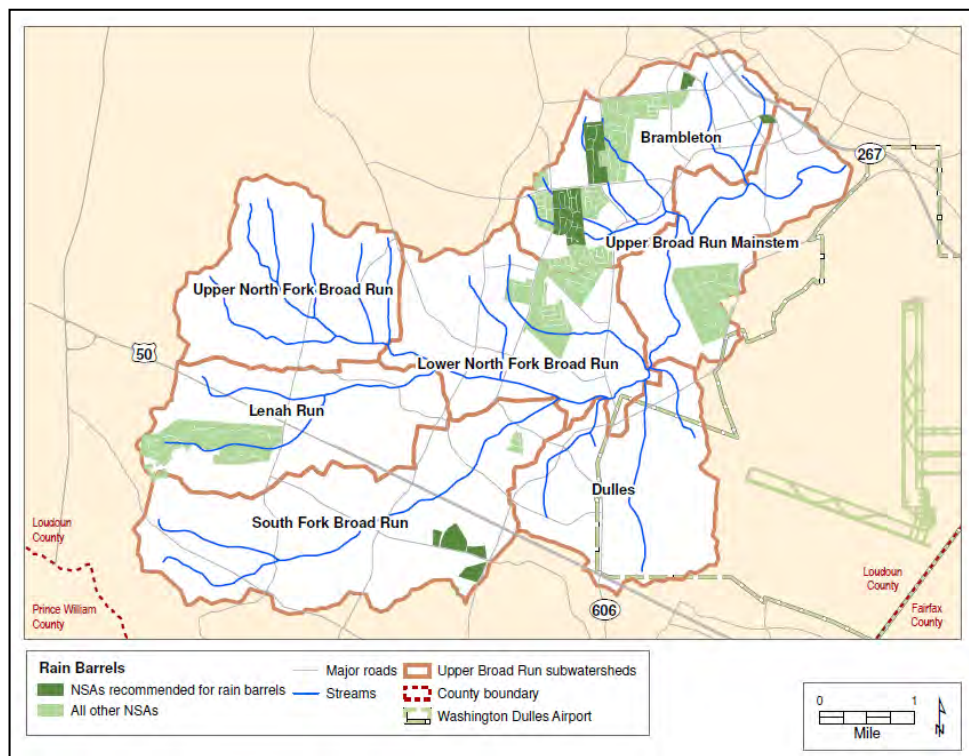 Brambleton
267
Upper Broad Run Mainstem
Upper North Fork Broad Run
50
Lower North Fork Broad Run
Lenah Run
Dulles
South Fork Broad Run
Loudoun
County
Prince William
County
Loudoun
County
Fairfax
County
606
Rain Barrels
NSAs recommended for rain barrels
All other NSAs
Major roads
Streams
Upper Broad Run subwatersheds
County boundary
Washington Dulles Airport
0 1
Mile
N